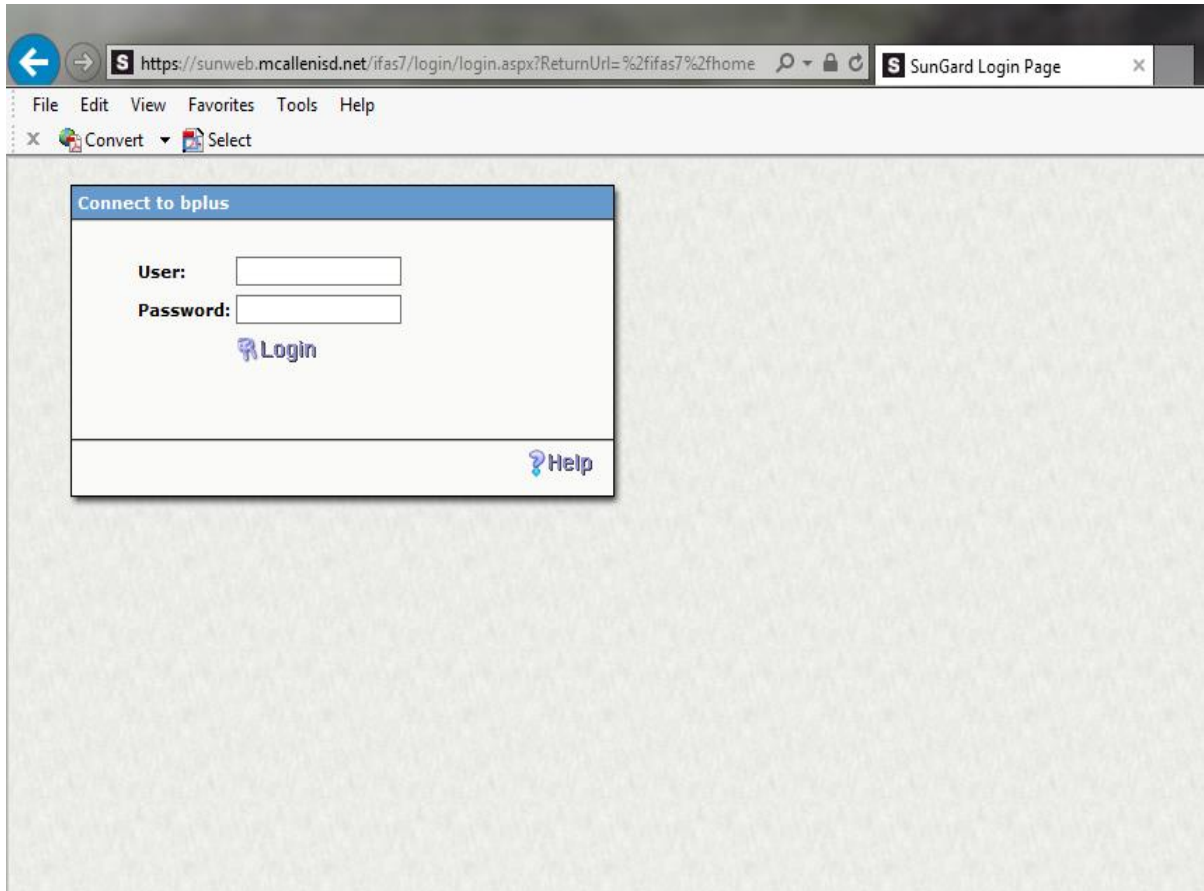 S https://sunweb.mcallenisd.net/ifas7/login/login.aspx?ReturnUrl=%2fifas7%2fhome S SunGard Login Page
File Edit View Favorites Tools Help
Convert Select
Connect to bplus
User:
Password:
Login
Help